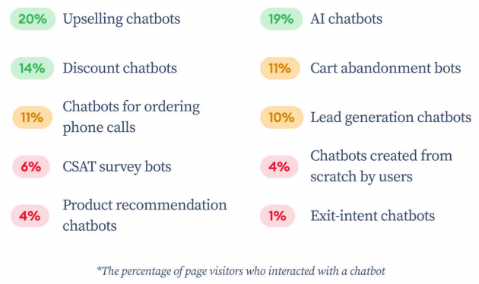 20% Upselling chatbots
19% AI chatbots
14% Discount chatbots
11% Cart abandonment bots
11% Chatbots for ordering
phone calls
10% Lead generation chatbots
6% CSAT survey bots
4% Chatbots created from
scratch by users
4% Product recommendation
chatbots
1% Exit-intent chatbots
*The percentage of page visitors who interacted with a chatbot